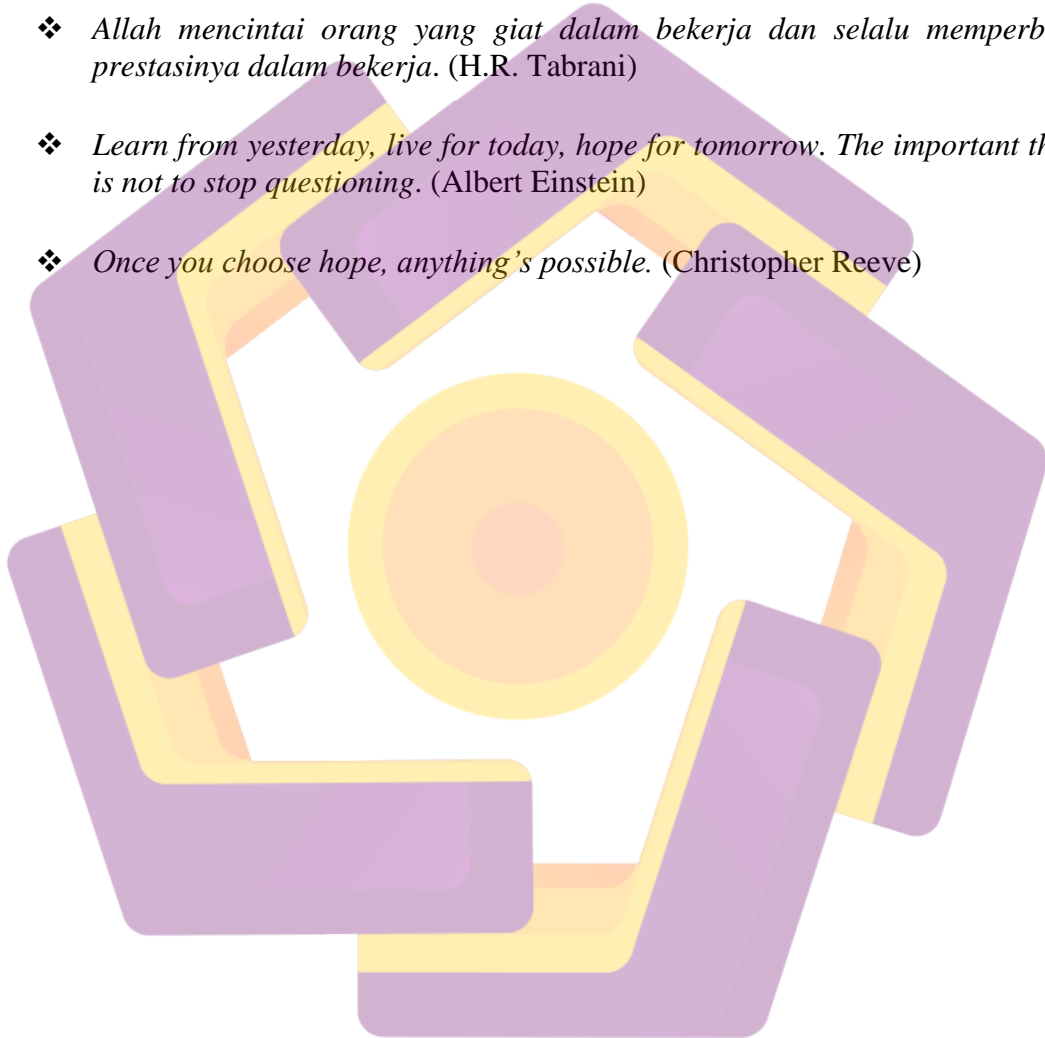 ❖ Allah mencintai orang yang giat dalam bekerja dan selalu memperb
prestasinya dalam bekerja. (H.R. Tabrani)
❖ Learn from yesterday, live for today, hope for tomorrow. The important th
is not to stop questioning. (Albert Einstein)
❖ Once you choose hope, anything’s possible. (Christopher Reeve)